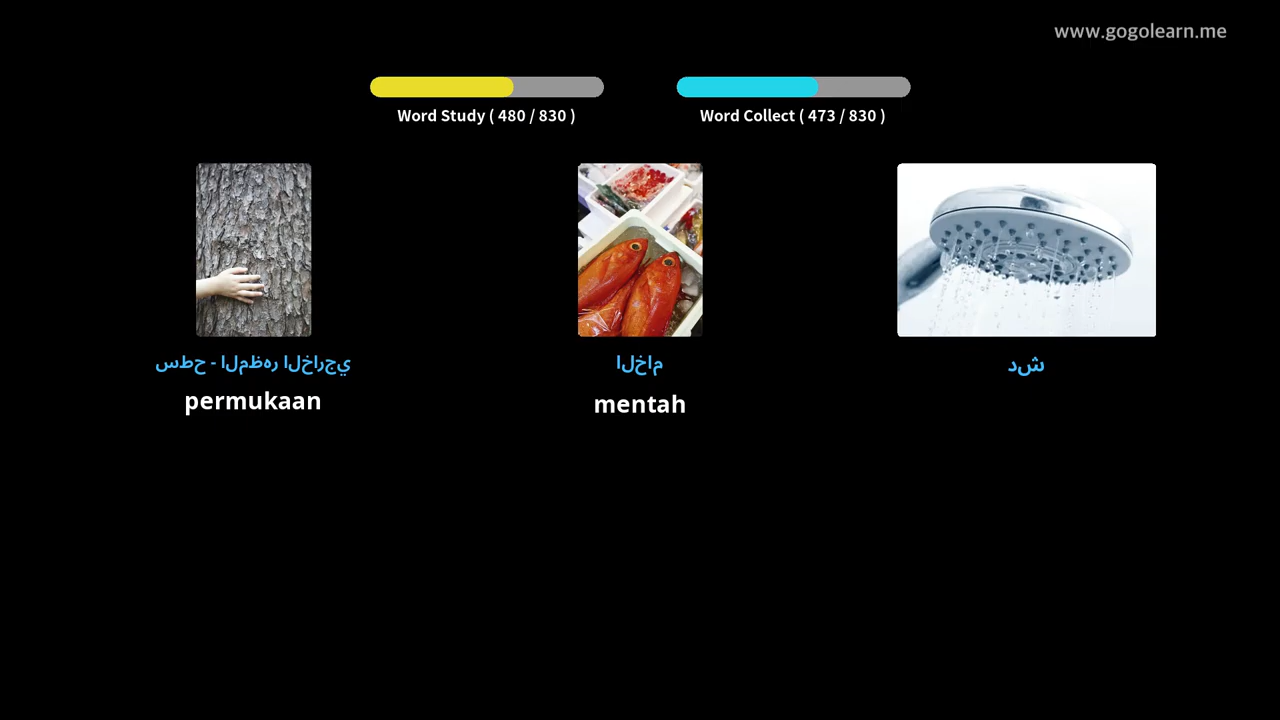 www.gogolearn.me
Word Study ( 480 / 830 )
Word Collect ( 473 / 830 )
سطح - المظهر الخارجي
الخام
دش
permukaan
mentah